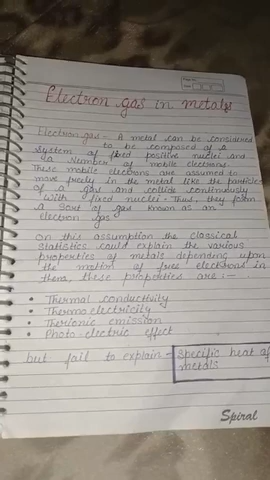 Electron gas in metals
Electron gas - A metal can be considered
to be composed of a
system of fixed positive nuclei and
a Number of mobile electrons.
These mobile electrons are assumed to
move freely in the metal like the particles
of a gas and collide continuously
with fixed nuclei. Thus, they form
a sort of gas known as an
electron gas
On this assumption the classical
statistics could explain the various
properties of metals depending upon
the motion of free electrons in
them, these properties are :-
• Thermal conductivity
• Thermo electricity
• Therionic emission
• Photo-electric effect
but fail to explain - specific heat of
metals
Spiral